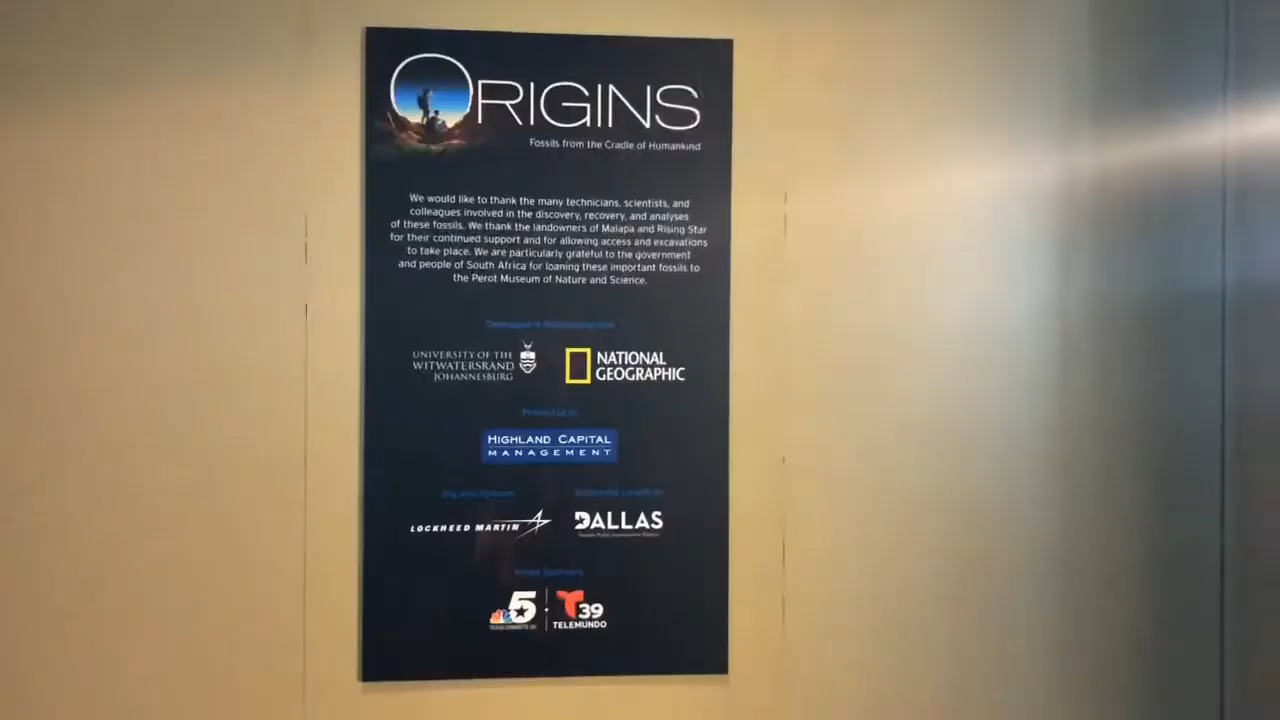 ORIGINS
Fossils from the Cradle of Humankind
We would like to thank the many technicians, scientists, and
colleagues involved in the discovery, recovery, and analyses
of these fossils. We thank the landowners of Malapa and Rising Star
for their continued support and for allowing access and excavations
to take place. We are particularly grateful to the government
and people of South Africa for loaning these important fossils to
the Perot Museum of Nature and Science.
UNIVERSITY OF THE
WITWATERSRAND
JOHANNESBURG
NATIONAL
GEOGRAPHIC
Presented by
HIGHLAND CAPITAL
MANAGEMENT
LOCKHEED MARTIN
DALLAS
5
39
TELEMUNDO